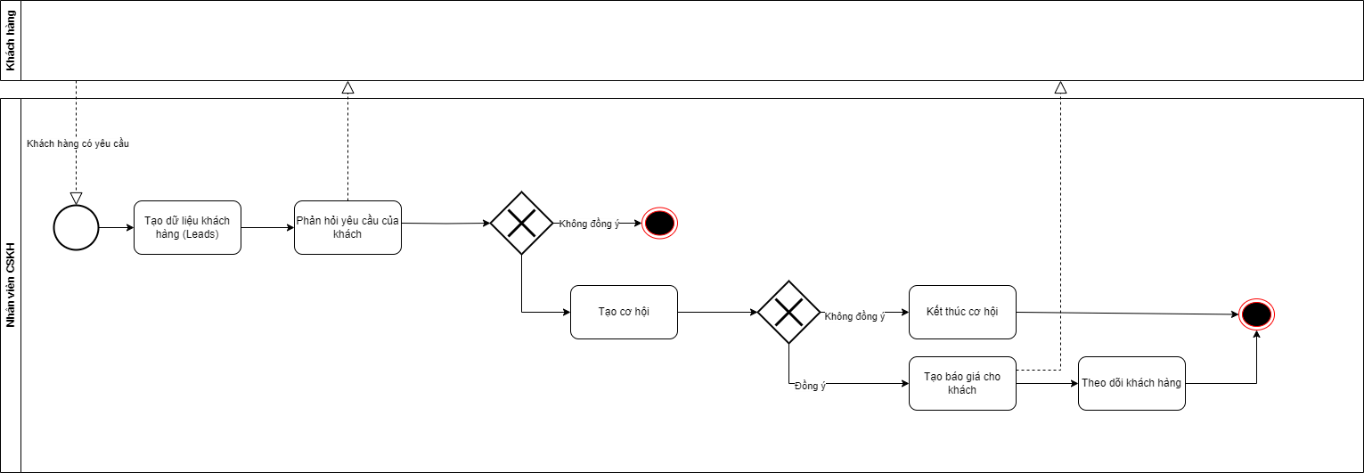 Khách hàng
Khách hàng có yêu cầu
Nhân viên CSKH
Tạo dữ liệu khách
hàng (Leads)
Phản hỏi yêu cầu của
khách
Không đồng ý
Tạo cơ hội
Không đồng ý
Kết thúc cơ hội
Đồng ý
Tạo báo giá cho
khách
Theo dõi khách hàng